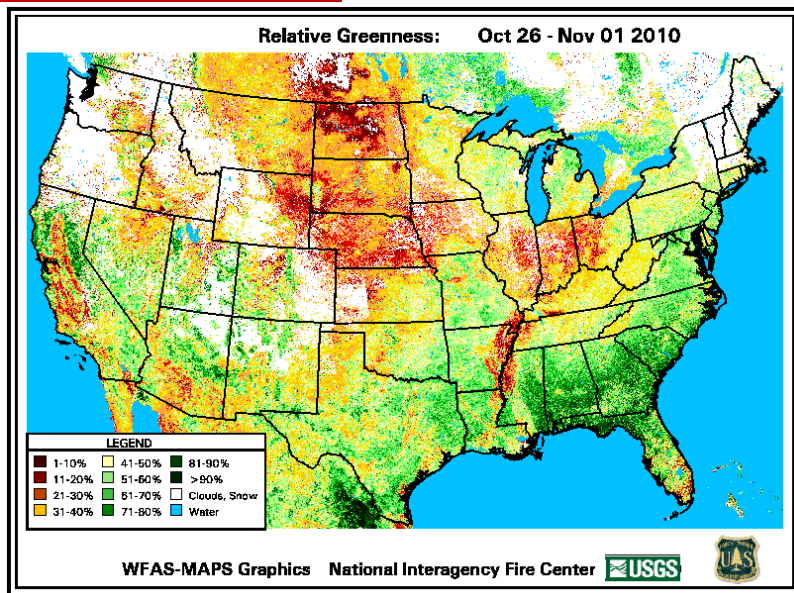 Relative Greenness: Oct 26 - Nov 01 2010
LEGEND
1-10% 41-50% 81-90%
11-20% 51-60% >90%
21-30% 61-70% Clouds, Snow
31-40% 71-80% Water
WFAS-MAPS Graphics National Interagency Fire Center USGS
U S